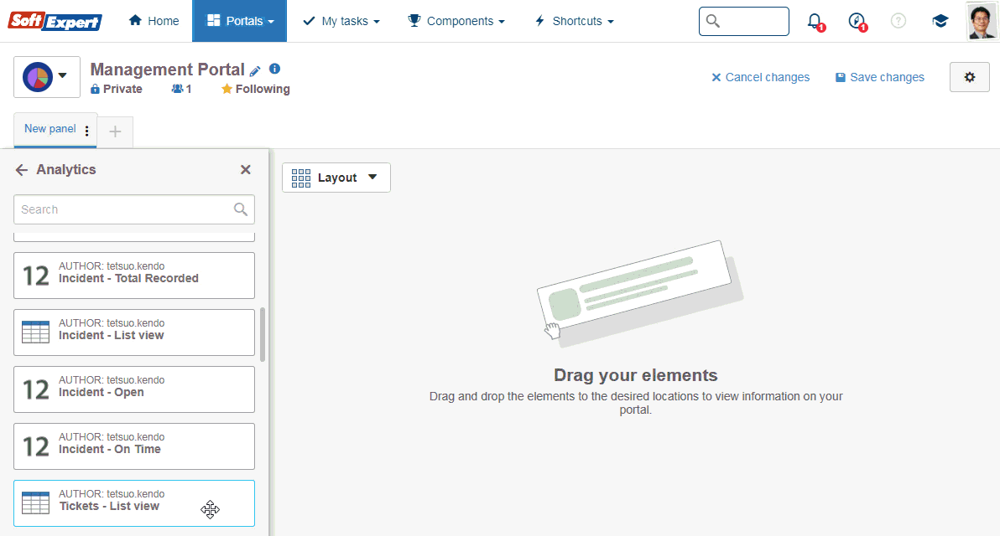 Soft Expert
Home
Portals
My tasks
Components
Shortcuts
1
1
?
Management Portal
Private
1
Following
Cancel changes
Save changes
New panel
Analytics
Search
12
AUTHOR: tetsuo.kendo
Incident - Total Recorded
AUTHOR: tetsuo.kendo
Incident - List view
12
AUTHOR: tetsuo.kendo
Incident - Open
12
AUTHOR: tetsuo.kendo
Incident - On Time
AUTHOR: tetsuo.kendo
Tickets - List view
Layout
Drag your elements
Drag and drop the elements to the desired locations to view information on your
portal.